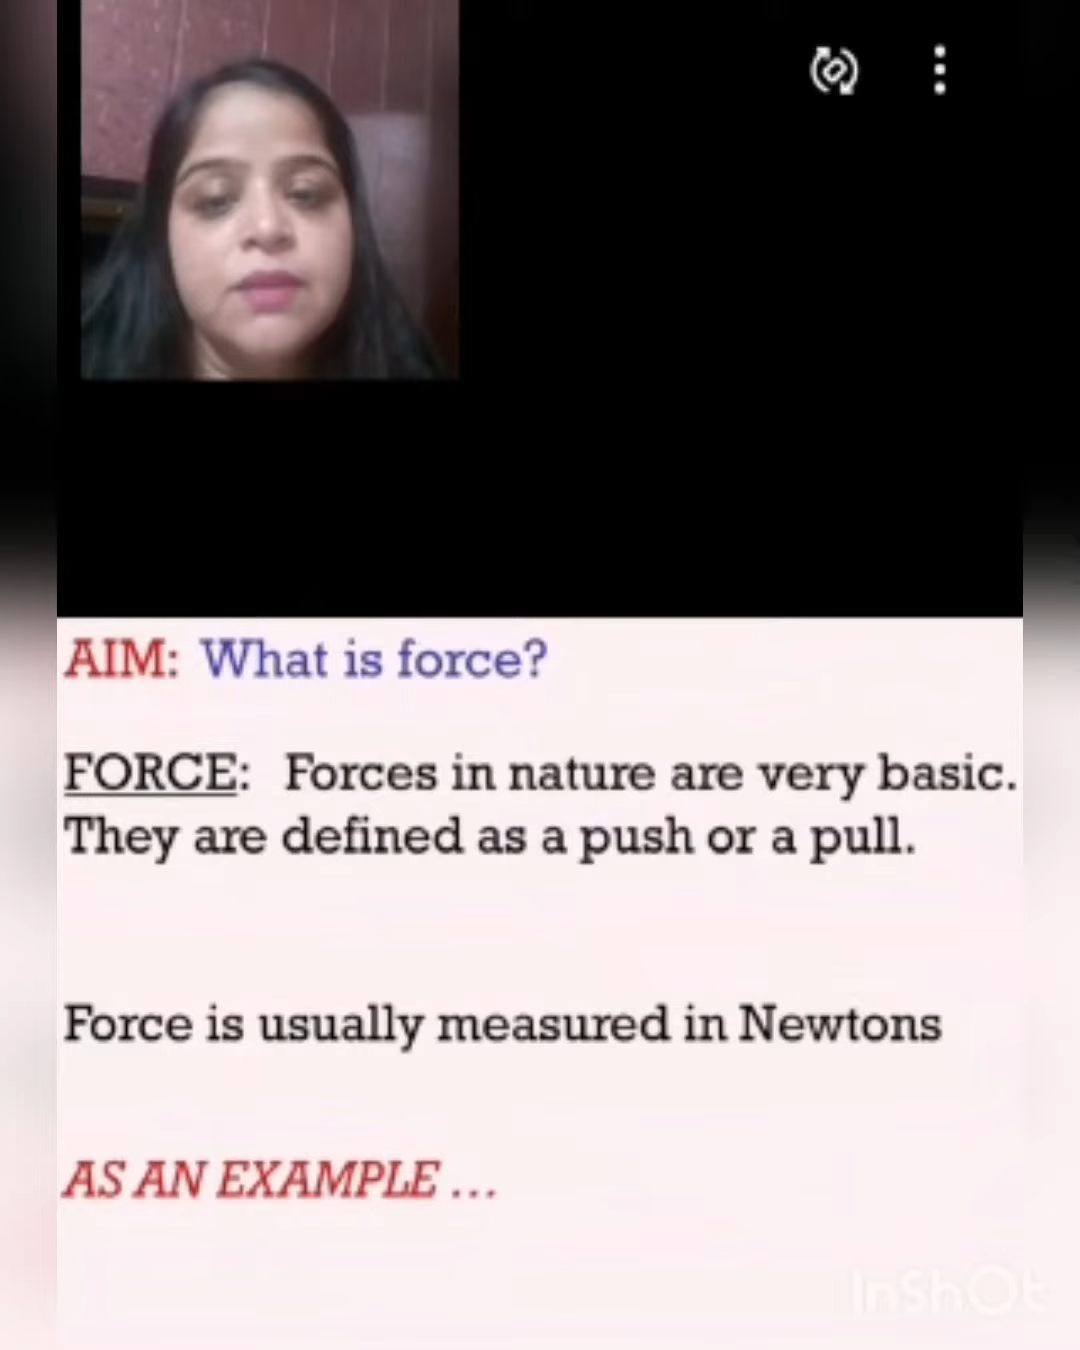 AIM: What is force?
FORCE: Forces in nature are very basic.
They are defined as a push or a pull.
Force is usually measured in Newtons
AS AN EXAMPLE ...
InShOt